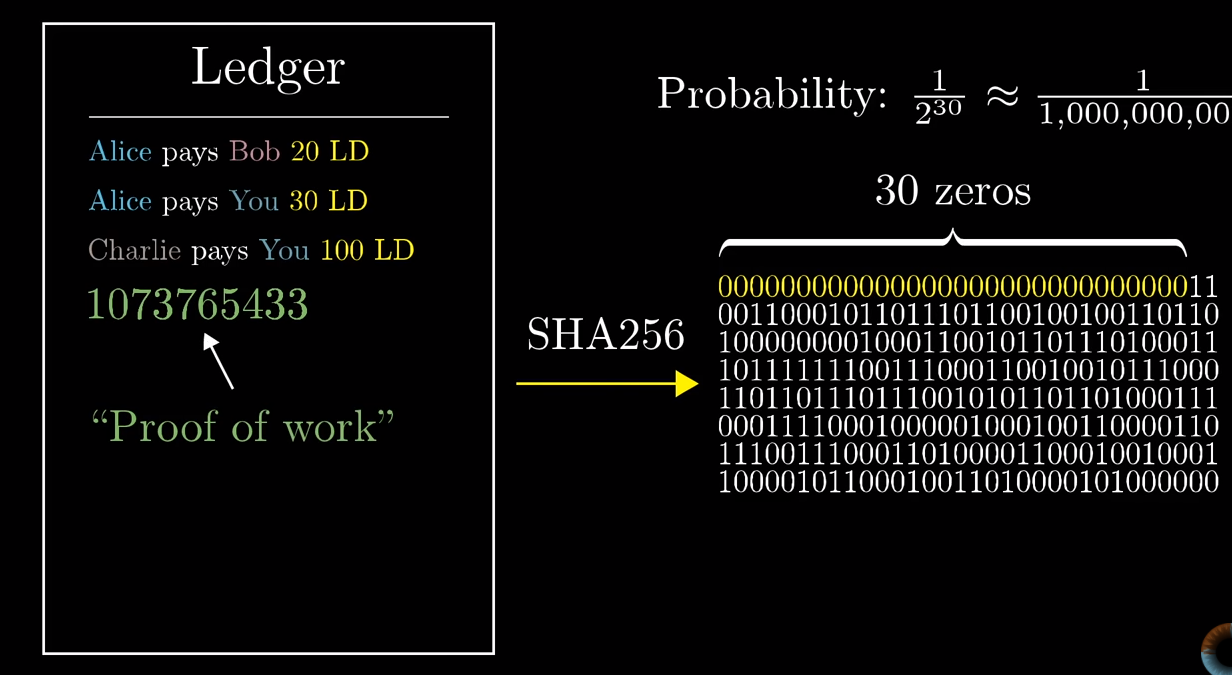 Ledger
Alice pays Bob 20 LD
Alice pays You 30 LD
Charlie pays You 100 LD
1073765433
“Proof of work”
SHA256
Probability: 1/2^30 ≈ 1/1,000,000,00
30 zeros
00000000000000000000000000000011
00110001011011101100100100110110
10000000010001100101101110100011
10111111100111000110010010111000
11011011101110010101101101000111
00011110001000001000100110000110
11100111000110100001100010010001
10000101100010011010000101000000